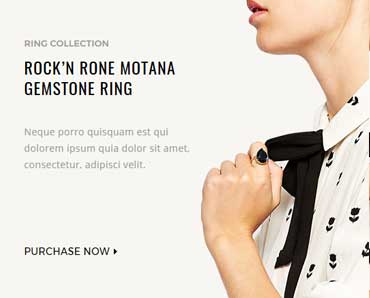 RING COLLECTION
ROCK’N RONE MOTANA
GEMSTONE RING
Neque porro quisquam est qui
dolorem ipsum quia dolor sit amet,
consectetur, adipisci velit.
PURCHASE NOW